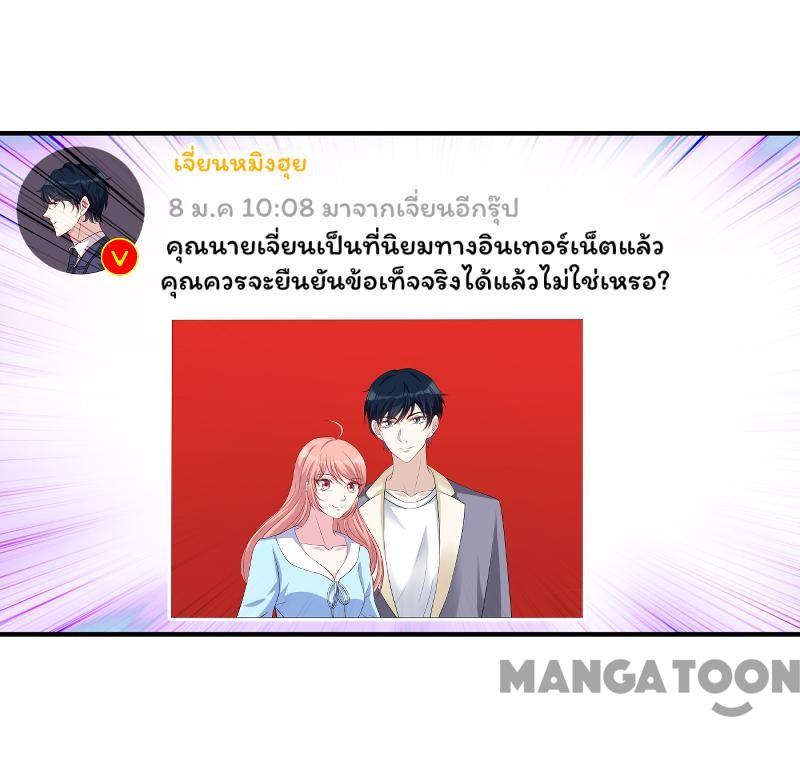 เจี่ยนหมิงฮุย
8 ม.ค 10:08 มาจากเจี่ยนอีกรุ๊ป
คุณนายเจี่ยนเป็นที่นิยมทางอินเทอร์เน็ตแล้ว
คุณควรจะยืนยันข้อเท็จจริงได้แล้วไม่ใช่เหรอ?
V
MANGATOON